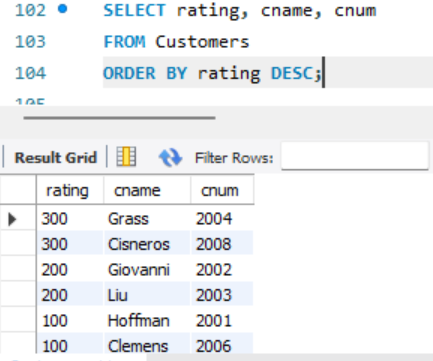 102 SELECT rating, cname, cnum
103 FROM Customers
104 ORDER BY rating DESC;
105
Result Grid Filter Rows:
rating cname cnum
300 Grass 2004
300 Cisneros 2008
200 Giovanni 2002
200 Liu 2003
100 Hoffman 2001
100 Clemens 2006